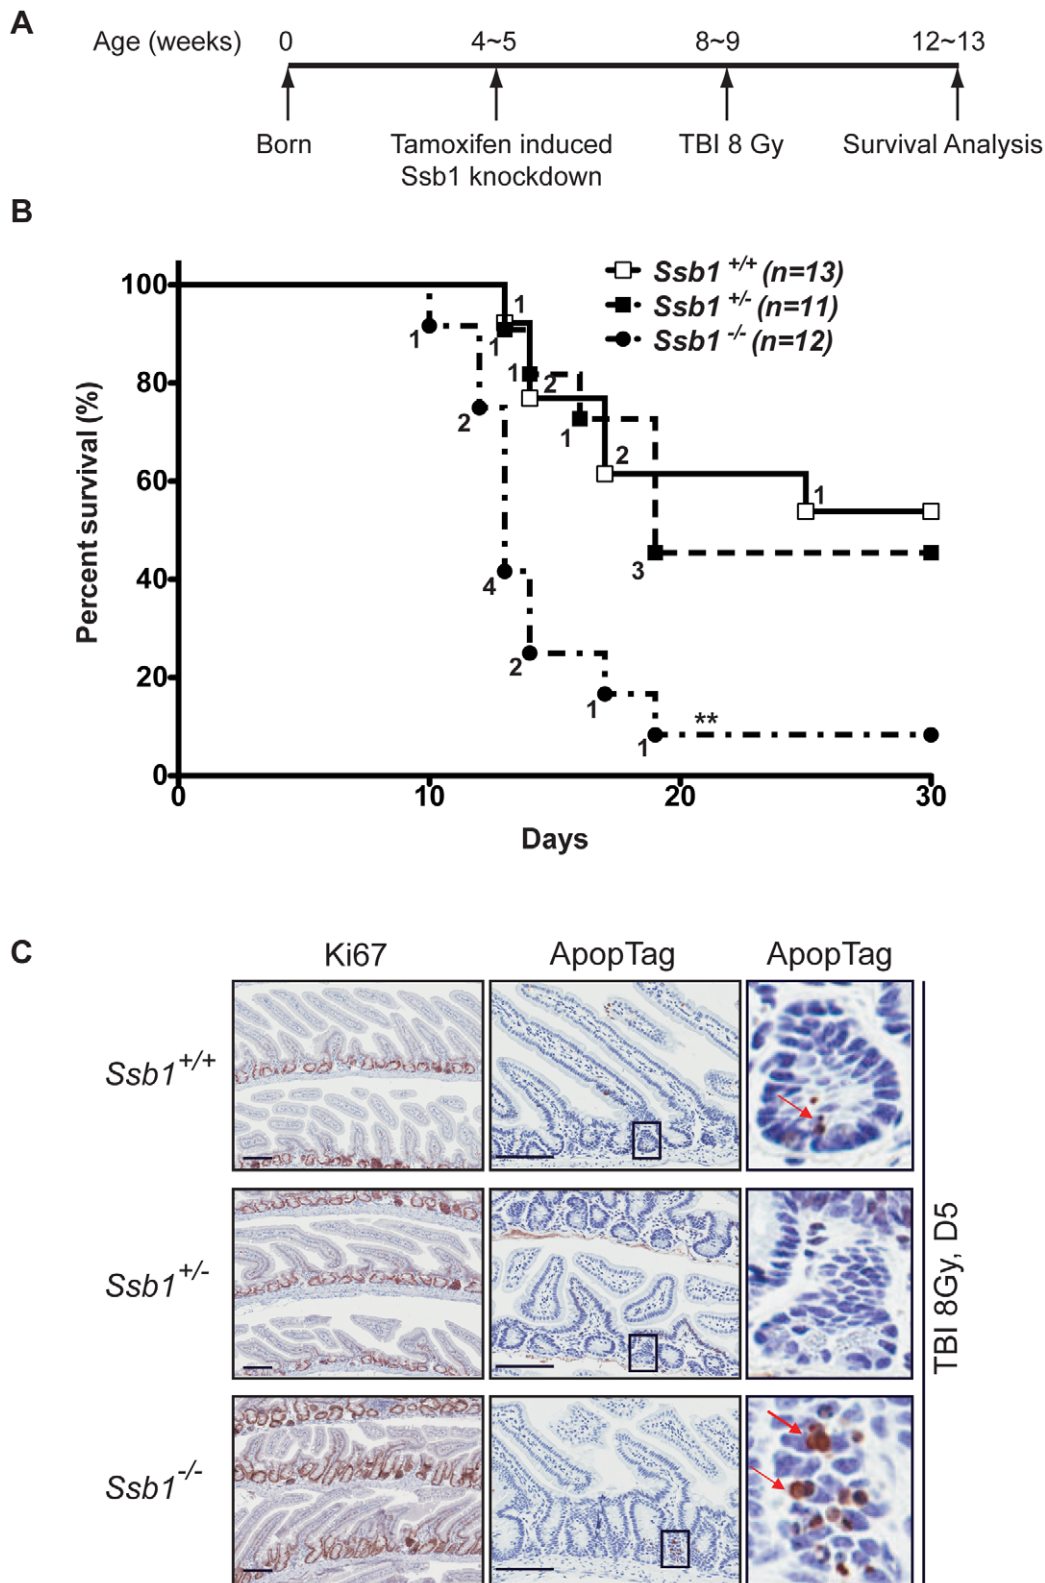 A
Age (weeks) 0 4~5 8~9 12~13
Born Tamoxifen induced TBI 8 Gy Survival Analysis
Ssb1 knockdown
B
Percent survival (%)
100
80
60
40
20
0
0 10 20 30
Days
Ssb1 +/+ (n=13)
Ssb1 +/- (n=11)
Ssb1 -/- (n=12)
1
1
1
1
2
2
1
4
2
1
3
2
1
1
1
**
C
Ki67 ApopTag ApopTag
Ssb1+/+
Ssb1+/-
Ssb1-/-
TBI 8Gy, D5